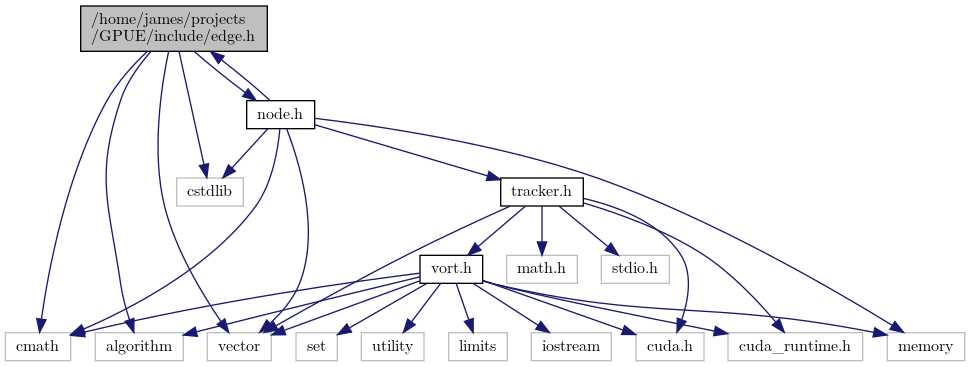 /home/james/projects
/GPUE/include/edge.h
node.h
cstdlib
tracker.h
vort.h
math.h
stdio.h
cmath
algorithm
vector
set
utility
limits
iostream
cuda.h
cuda_runtime.h
memory